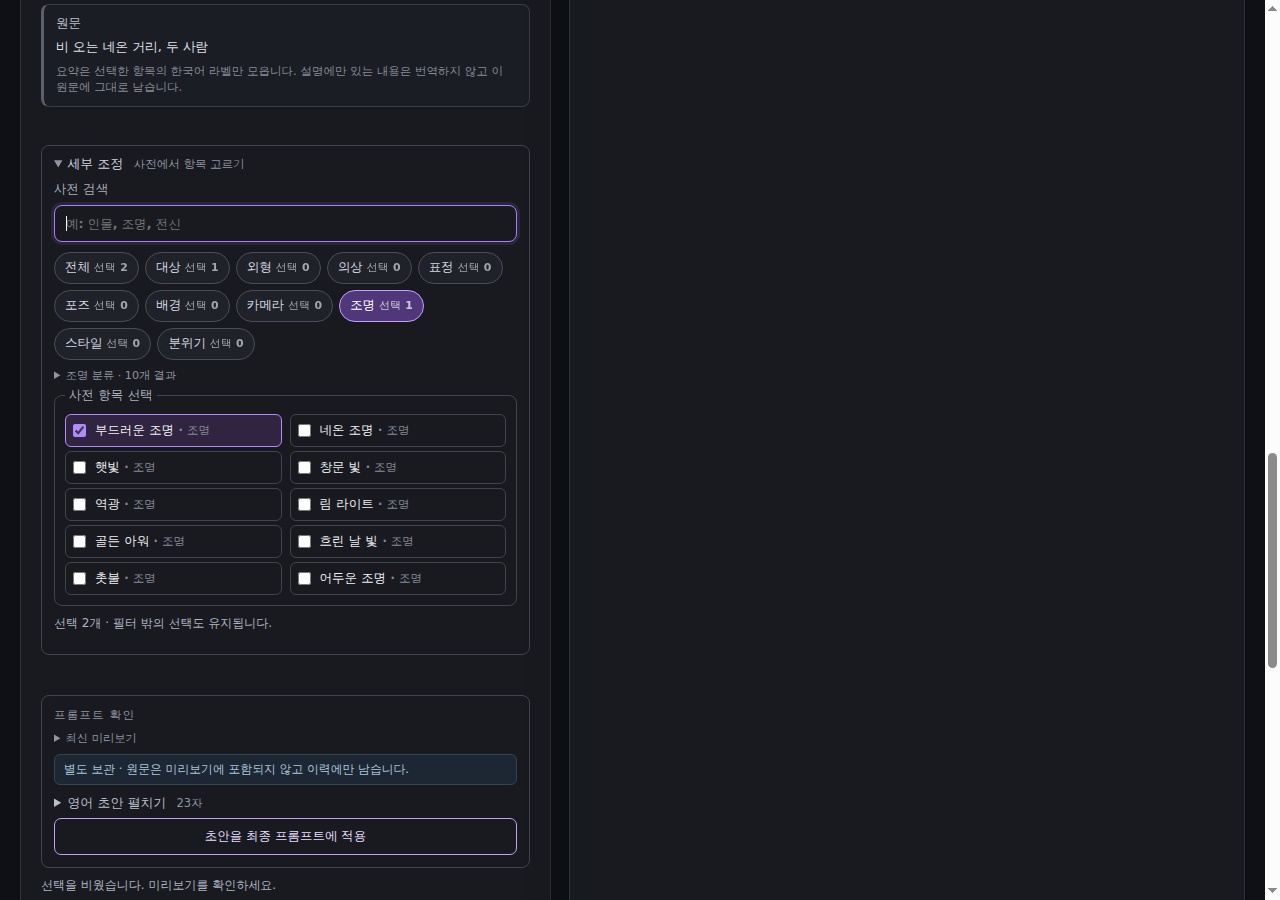 원문
비 오는 네온 거리, 두 사람
요약은 선택한 항목의 한국어 라벨만 모읍니다. 설명에만 있는 내용은 번역하지 않고 이
원문에 그대로 남습니다.
▼ 세부 조정 사전에서 항목 고르기
사전 검색
예: 인물, 조명, 전신
전체 선택 2 대상 선택 1 외형 선택 0 의상 선택 0 표정 선택 0
포즈 선택 0 배경 선택 0 카메라 선택 0 조명 선택 1
스타일 선택 0 분위기 선택 0
▶ 조명 분류 · 10개 결과
사전 항목 선택
부드러운 조명 · 조명 네온 조명 · 조명
햇빛 · 조명 창문 빛 · 조명
역광 · 조명 림 라이트 · 조명
골든 아워 · 조명 흐린 날 빛 · 조명
촛불 · 조명 어두운 조명 · 조명
선택 2개 · 필터 밖의 선택도 유지됩니다.
프롬프트 확인
▶ 최신 미리보기
별도 보관 · 원문은 미리보기에 포함되지 않고 이력에만 남습니다.
▶ 영어 초안 펼치기 23자
초안을 최종 프롬프트에 적용
선택을 비웠습니다. 미리보기를 확인하세요.